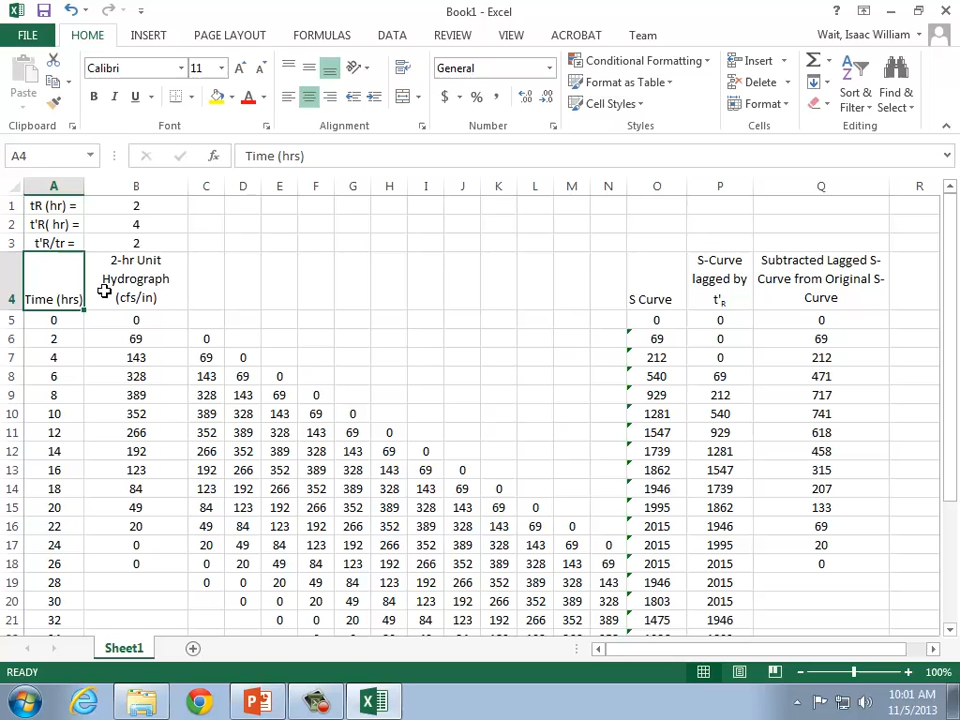 Book1 - Excel
FILE HOME INSERT PAGE LAYOUT FORMULAS DATA REVIEW VIEW ACROBAT Team Wait, Isaac William
Calibri 11 General Conditional Formatting Insert
Paste B I U $ % , Format as Table Delete Sort & Find &
Cell Styles Format Filter Select
Clipboard Font Alignment Number Styles Cells Editing
A4 fx Time (hrs)
A B C D E F G H I J K L M N O P Q R
1 tR (hr) = 2
2 t'R( hr) = 4
3 t'R/tr = 2
4 Time (hrs) 2-hr Unit Hydrograph (cfs/in) S Curve S-Curve lagged by t'R Subtracted Lagged S-Curve from Original S-Curve
5 0 0 0 0 0
6 2 69 0 69 0 69
7 4 143 69 0 212 0 212
8 6 328 143 69 0 540 69 471
9 8 389 328 143 69 0 929 212 717
10 10 352 389 328 143 69 0 1281 540 741
11 12 266 352 389 328 143 69 0 1547 929 618
12 14 192 266 352 389 328 143 69 0 1739 1281 458
13 16 123 192 266 352 389 328 143 69 0 1862 1547 315
14 18 84 123 192 266 352 389 328 143 69 0 1946 1739 207
15 20 49 84 123 192 266 352 389 328 143 69 0 1995 1862 133
16 22 20 49 84 123 192 266 352 389 328 143 69 0 2015 1946 69
17 24 0 20 49 84 123 192 266 352 389 328 143 69 0 2015 1995 20
18 26 0 0 20 49 84 123 192 266 352 389 328 143 69 2015 2015 0
19 28 0 0 20 49 84 123 192 266 352 389 328 143 1946 2015
20 30 0 0 20 49 84 123 192 266 352 389 328 1803 2015
21 32 0 0 20 49 84 123 192 266 352 389 1475 1946
Sheet1
READY 100%
10:01 AM
11/5/2013